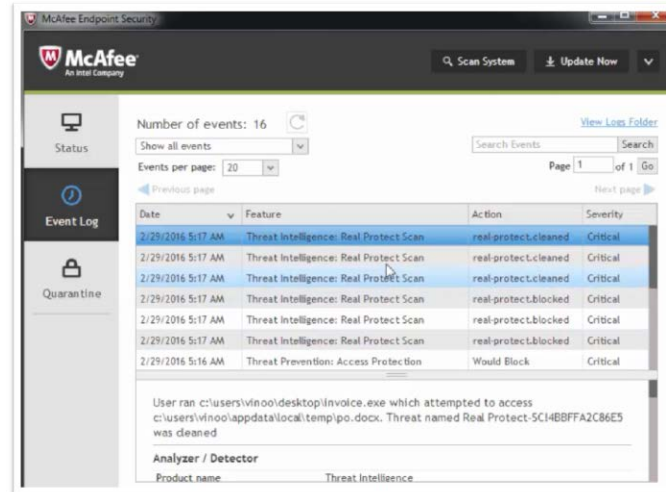 McAfee Endpoint Security
McAfee
An Intel Company
Scan System
Update Now
Status
Event Log
Quarantine
Number of events: 16
View Logs Folder
Show all events
Search Events
Search
Events per page: 20
Page 1 of 1 Go
Previous page
Next page
Date Feature Action Severity
2/29/2016 5:17 AM Threat Intelligence: Real Protect Scan real-protect.cleaned Critical
2/29/2016 5:17 AM Threat Intelligence: Real Protect Scan real-protect.cleaned Critical
2/29/2016 5:17 AM Threat Intelligence: Real Protect Scan real-protect.cleaned Critical
2/29/2016 5:17 AM Threat Intelligence: Real Protect Scan real-protect.blocked Critical
2/29/2016 5:17 AM Threat Intelligence: Real Protect Scan real-protect.blocked Critical
2/29/2016 5:17 AM Threat Intelligence: Real Protect Scan real-protect.blocked Critical
2/29/2016 5:16 AM Threat Prevention: Access Protection Would Block Critical
User ran c:\users\vinoo\desktop\invoice.exe which attempted to access
c:\users\vinoo\appdata\local\temp\po.docx. Threat named Real Protect-SCI4BBFFA2C86E5
was cleaned
Analyzer / Detector
Product name Threat Intelligence